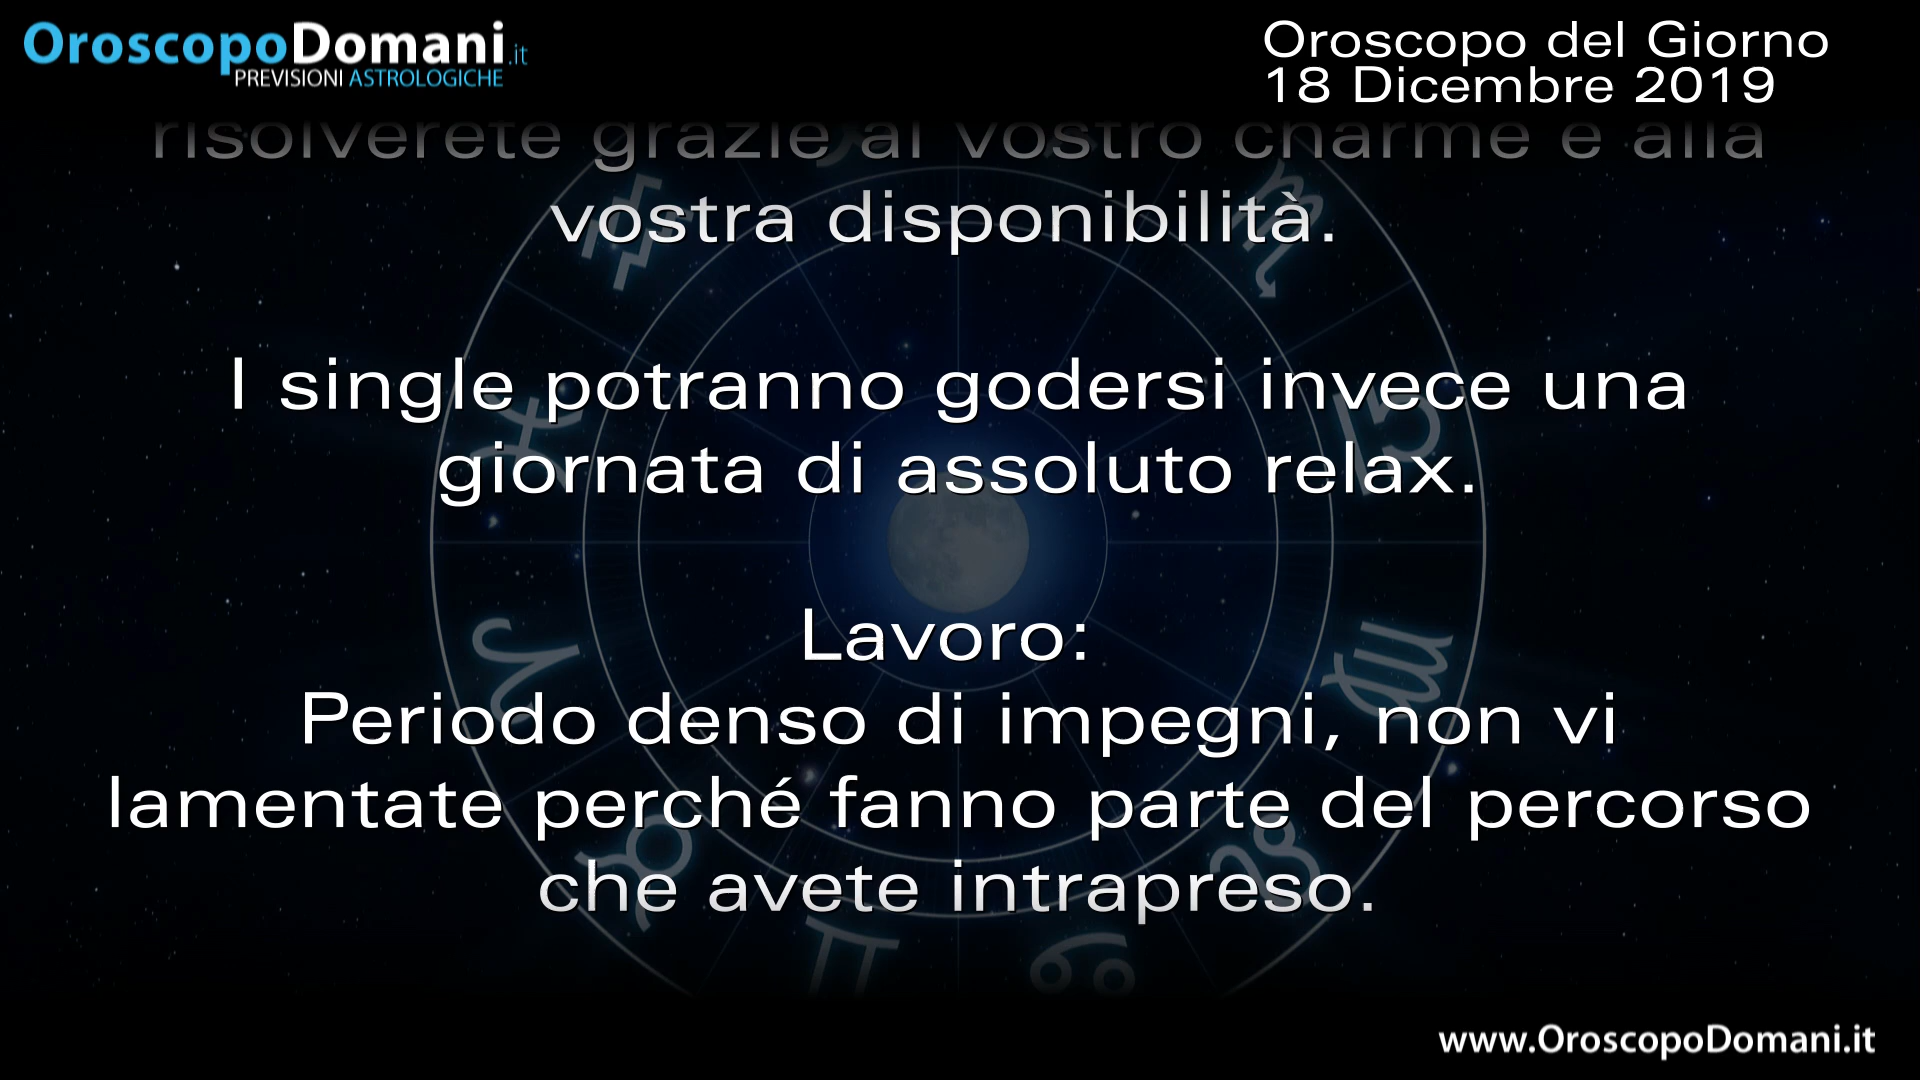 OroscopoDomani.it
PREVISIONI ASTROLOGICHE
Oroscopo del Giorno
18 Dicembre 2019
risolverete grazie al vostro charme e alla
vostra disponibilità.
I single potranno godersi invece una
giornata di assoluto relax.
Lavoro:
Periodo denso di impegni, non vi
lamentate perché fanno parte del percorso
che avete intrapreso.
www.OroscopoDomani.it